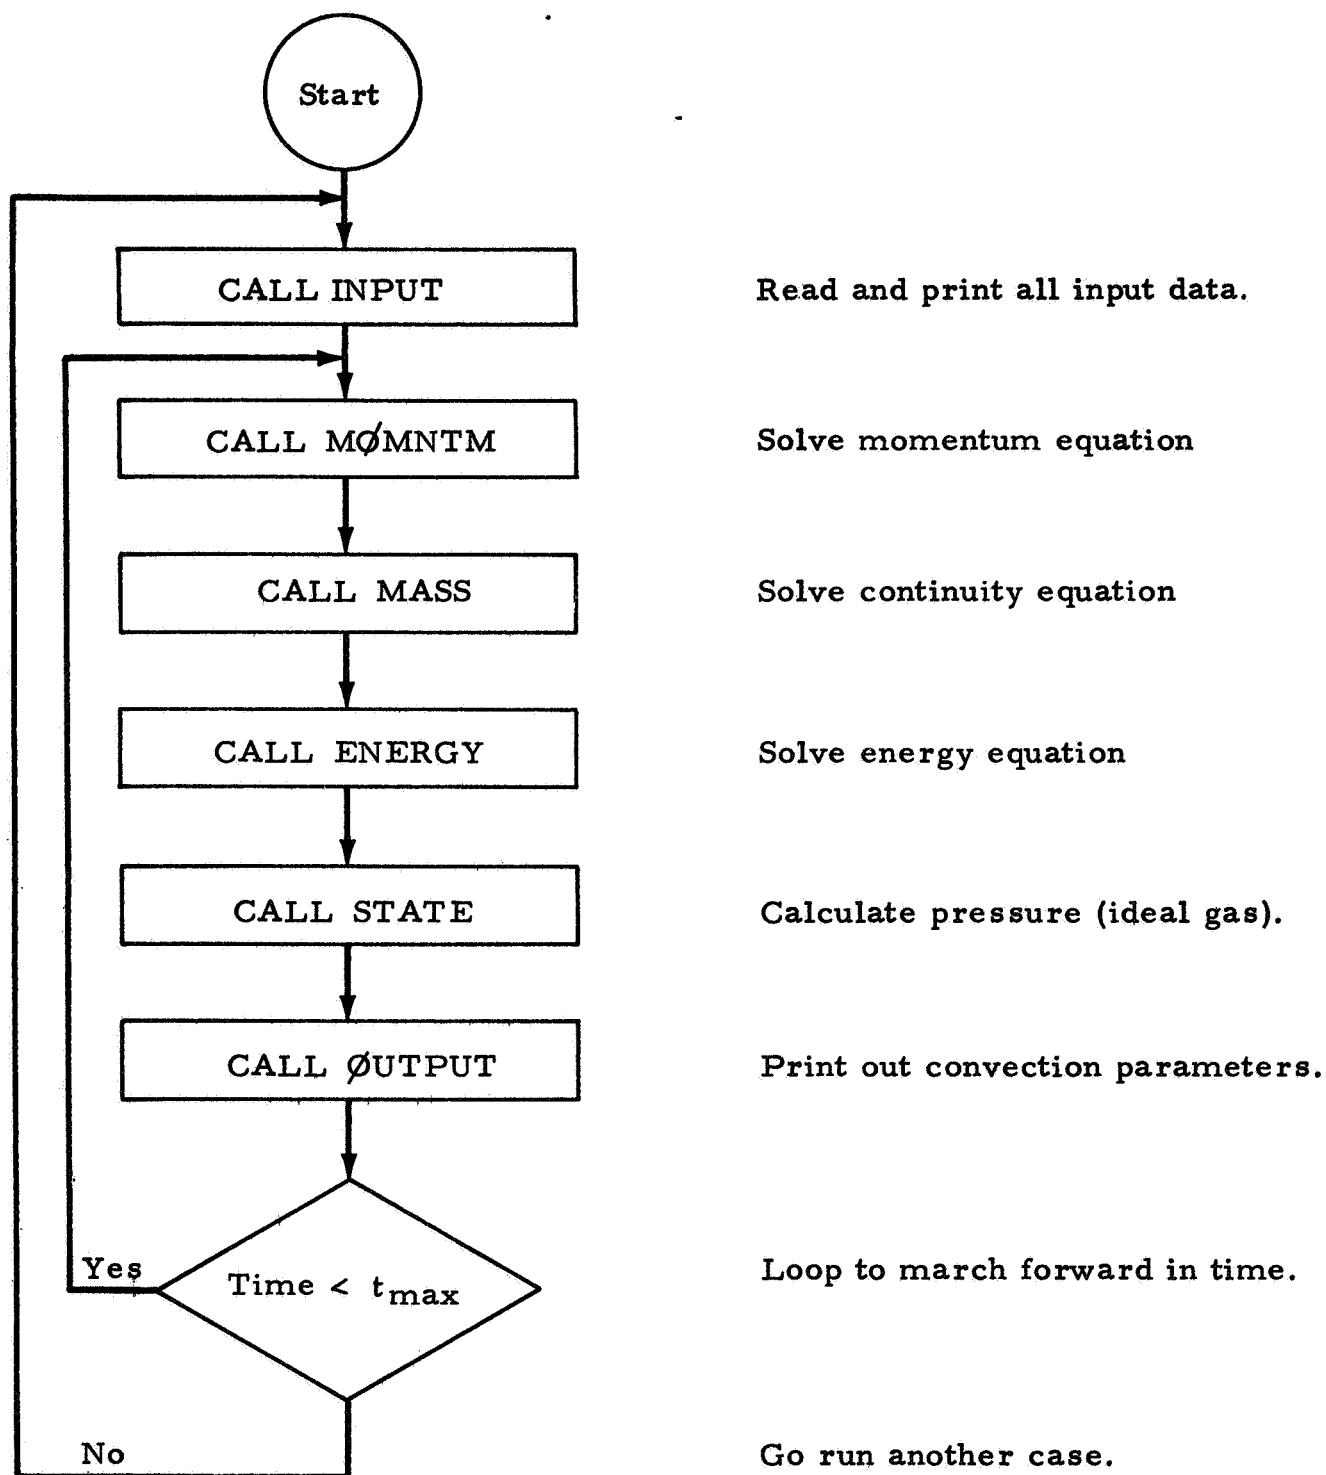 Start
CALL INPUT
Read and print all input data.
CALL MØMNTM
Solve momentum equation
CALL MASS
Solve continuity equation
CALL ENERGY
Solve energy equation
CALL STATE
Calculate pressure (ideal gas).
CALL ØUTPUT
Print out convection parameters.
Yes
Time < tmax
Loop to march forward in time.
No
Go run another case.